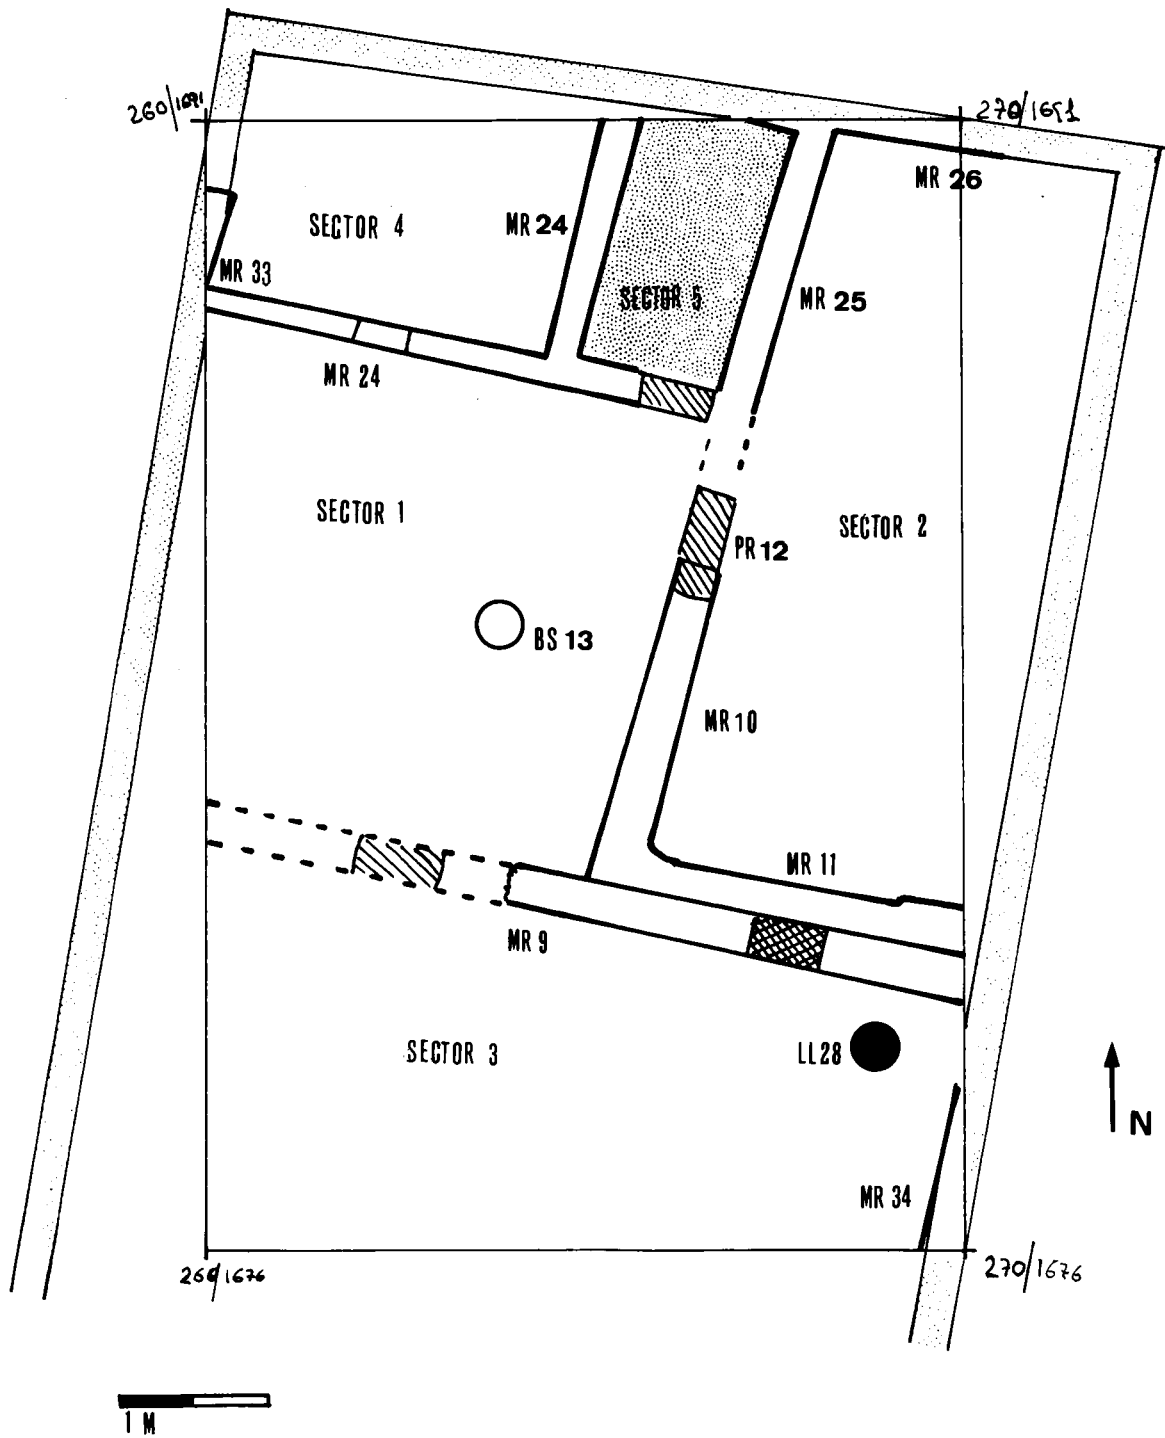 260/1691
270/1691
MR 26
SECTOR 4
MR 24
MR 33
SECTOR 5
MR 25
MR 24
SECTOR 1
SECTOR 2
PR 12
BS 13
MR 10
MR 11
MR 9
SECTOR 3
LL 28
N
MR 34
260/1676
270/1676
1 M